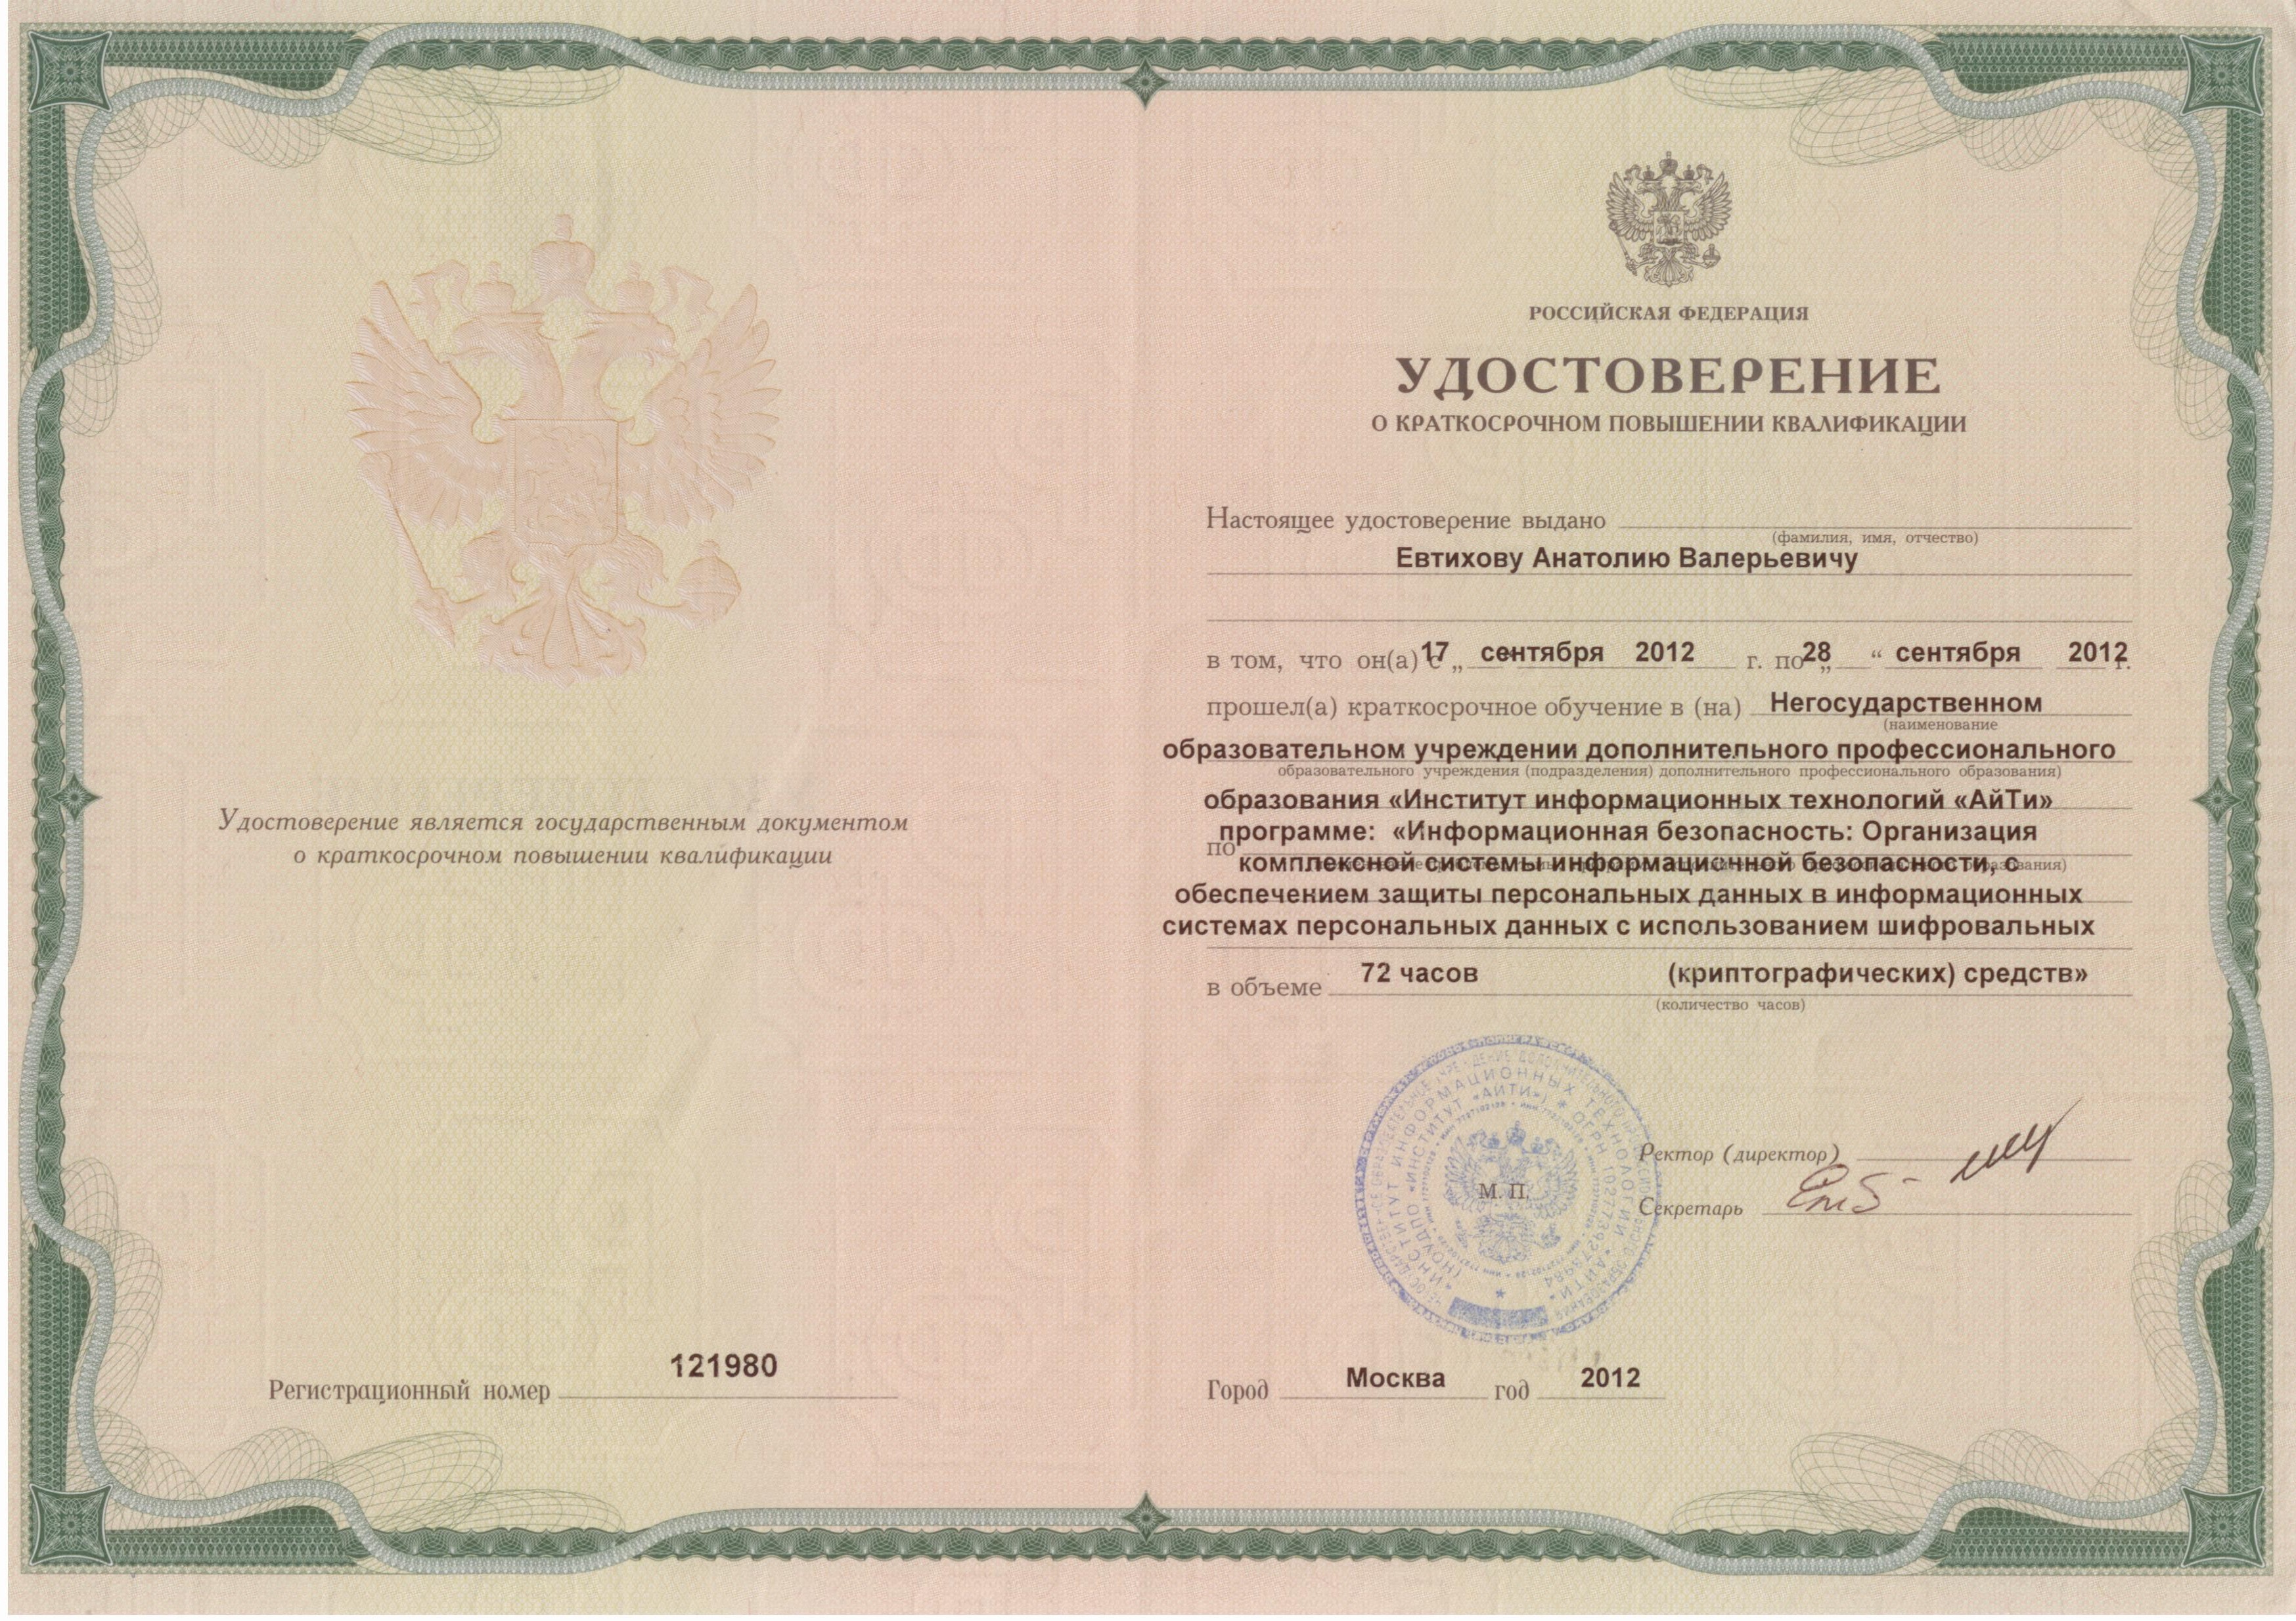 Удостоверение является государственным документом
о краткосрочном повышении квалификации
Регистрационный номер 121980
РОССИЙСКАЯ ФЕДЕРАЦИЯ
УДОСТОВЕРЕНИЕ
О КРАТКОСРОЧНОМ ПОВЫШЕНИИ КВАЛИФИКАЦИИ
Настоящее удостоверение выдано
(фамилия, имя, отчество)
Евтихову Анатолию Валерьевичу
в том, что он(а) с „ 17 “ сентября 2012 г. по „ 28 “ сентября 2012 г.
прошел(а) краткосрочное обучение в (на) Негосударственном
(наименование
образовательном учреждении дополнительного профессионального
образовательного учреждения (подразделения) дополнительного профессионального образования)
образования «Институт информационных технологий «АйТи»
по программе: «Информационная безопасность: Организация
комплексной системы информационной безопасности, с
обеспечением защиты персональных данных в информационных
системах персональных данных с использованием шифровальных
в объеме 72 часов (криптографических) средств»
(количество часов)
ИНСТИТУТ ИНФОРМАЦИОННЫХ ТЕХНОЛОГИЙ «АЙТИ»
(НОУДПО «ИНСТИТУТ «АЙТИ») * ОГРН
М. П.
Ректор (директор)
Секретарь
Город Москва год 2012